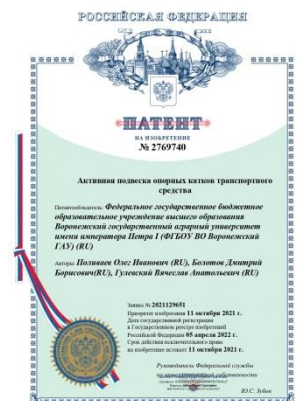 РОССИЙСКАЯ ФЕДЕРАЦИЯ
ПАТЕНТ
НА ИЗОБРЕТЕНИЕ
№ 2769740
Активная подвеска опорных катков транспортного
средства
Патентообладатель: Федеральное государственное бюджетное
образовательное учреждение высшего образования
Воронежский государственный аграрный университет
имени императора Петра I (ФГБОУ ВО Воронежский
ГАУ) (RU)
Авторы: Поливаев Олег Иванович (RU), Болотов Дмитрий
Борисович(RU), Гулевский Вячеслав Анатольевич (RU)
Заявка № 2021129651
Приоритет изобретения 11 октября 2021 г.
Дата государственной регистрации
в Государственном реестре изобретений
Российской Федерации 05 апреля 2022 г.
Срок действия исключительного права
на изобретение истекает 11 октября 2041 г.
Руководитель Федеральной службы
по интеллектуальной собственности
Ю.С. Зубов